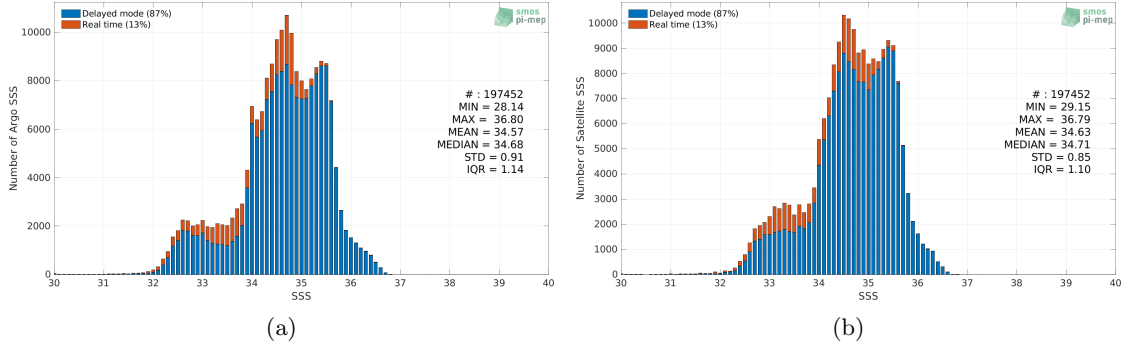 Delayed mode (87%)
Real time (13%)
smos
pi-mep
10000
8000
6000
4000
2000
0
Number of Argo SSS
# : 197452
MIN = 28.14
MAX = 36.80
MEAN = 34.57
MEDIAN = 34.68
STD = 0.91
IQR = 1.14
30 31 32 33 34 35 36 37 38 39 40
SSS
(a)
Delayed mode (87%)
Real time (13%)
smos
pi-mep
10000
9000
8000
7000
6000
5000
4000
3000
2000
1000
0
Number of Satellite SSS
# : 197452
MIN = 29.15
MAX = 36.79
MEAN = 34.63
MEDIAN = 34.71
STD = 0.85
IQR = 1.10
30 31 32 33 34 35 36 37 38 39 40
SSS
(b)